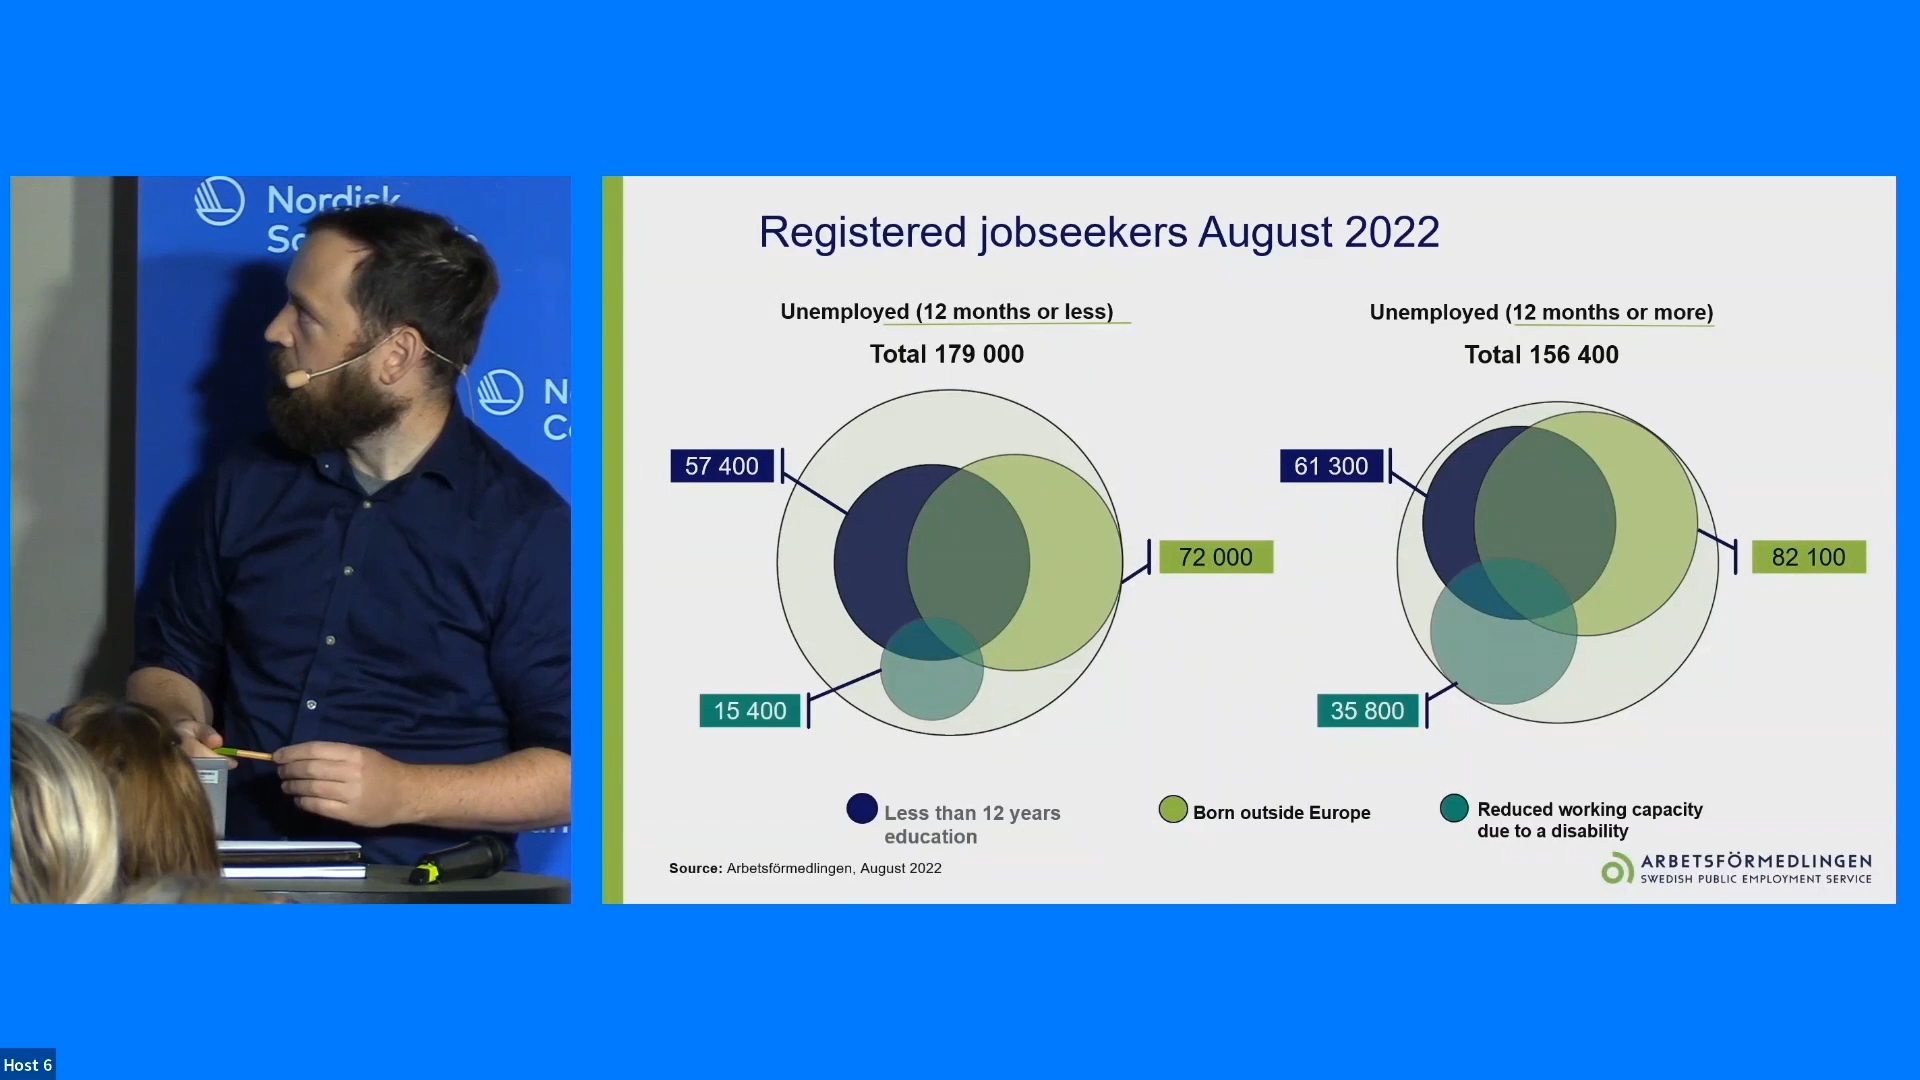 Nordisk
Registered jobseekers August 2022
Unemployed (12 months or less)
Total 179 000
57 400
72 000
15 400
Unemployed (12 months or more)
Total 156 400
61 300
82 100
35 800
Less than 12 years
education
Born outside Europe
Reduced working capacity
due to a disability
Source: Arbetsförmedlingen, August 2022
ARBETSFÖRMEDLINGEN
SWEDISH PUBLIC EMPLOYMENT SERVICE
Host 6